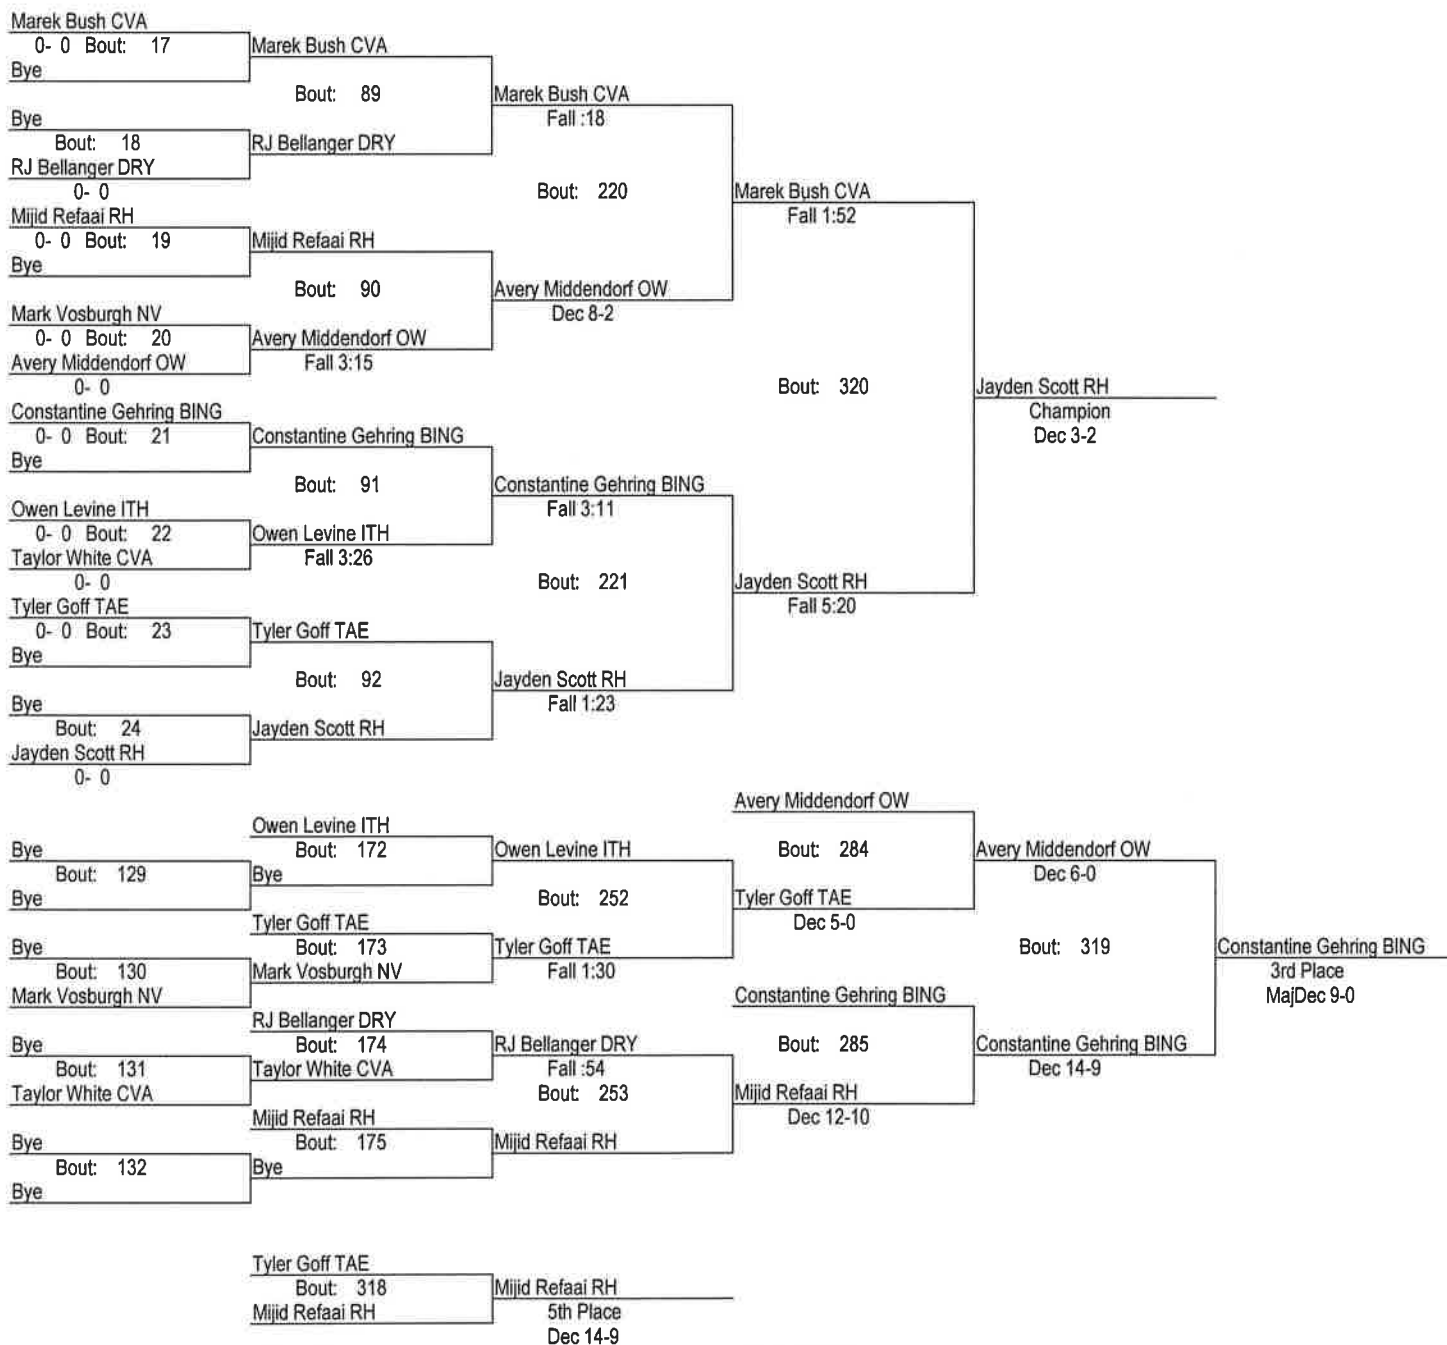 Marek Bush CVA
0- 0 Bout: 17
Bye
Marek Bush CVA
Bout: 89
Bye
Bout: 18
RJ Bellanger DRY
0- 0
RJ Bellanger DRY
Marek Bush CVA
Fall :18
Bout: 220
Mijid Refaai RH
0- 0 Bout: 19
Bye
Mijid Refaai RH
Bout: 90
Mark Vosburgh NV
0- 0 Bout: 20
Avery Middendorf OW
0- 0
Avery Middendorf OW
Fall 3:15
Avery Middendorf OW
Dec 8-2
Marek Bush CVA
Fall 1:52
Bout: 320
Jayden Scott RH
Champion
Dec 3-2
Constantine Gehring BING
0- 0 Bout: 21
Bye
Constantine Gehring BING
Bout: 91
Owen Levine ITH
0- 0 Bout: 22
Taylor White CVA
0- 0
Owen Levine ITH
Fall 3:26
Constantine Gehring BING
Fall 3:11
Bout: 221
Tyler Goff TAE
0- 0 Bout: 23
Bye
Tyler Goff TAE
Bout: 92
Bye
Bout: 24
Jayden Scott RH
0- 0
Jayden Scott RH
Jayden Scott RH
Fall 1:23
Jayden Scott RH
Fall 5:20
Bye
Bout: 129
Bye
Owen Levine ITH
Bout: 172
Bye
Owen Levine ITH
Bout: 252
Bye
Bout: 130
Mark Vosburgh NV
Tyler Goff TAE
Bout: 173
Mark Vosburgh NV
Tyler Goff TAE
Fall 1:30
Avery Middendorf OW
Bout: 284
Tyler Goff TAE
Dec 5-0
Avery Middendorf OW
Dec 6-0
Bout: 319
Constantine Gehring BING
3rd Place
MajDec 9-0
Bye
Bout: 131
Taylor White CVA
RJ Bellanger DRY
Bout: 174
Taylor White CVA
RJ Bellanger DRY
Fall :54
Bout: 253
Bye
Bout: 132
Bye
Mijid Refaai RH
Bout: 175
Bye
Mijid Refaai RH
Constantine Gehring BING
Bout: 285
Mijid Refaai RH
Dec 12-10
Constantine Gehring BING
Dec 14-9
Tyler Goff TAE
Bout: 318
Mijid Refaai RH
Mijid Refaai RH
5th Place
Dec 14-9